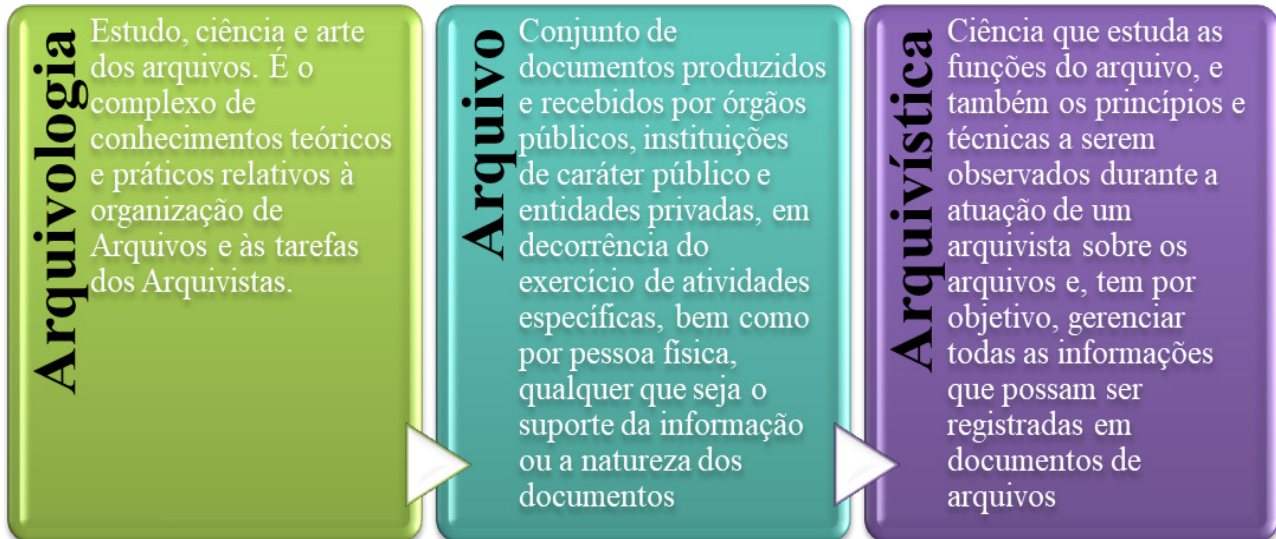 Arquivologia
Estudo, ciência e arte
dos arquivos. É o
complexo de
conhecimentos teóricos
e práticos relativos à
organização de
Arquivos e às tarefas
dos Arquivistas.
Arquivo
Conjunto de
documentos produzidos
e recebidos por órgãos
públicos, instituições
de caráter público e
entidades privadas, em
decorrência do
exercício de atividades
específicas, bem como
por pessoa física,
qualquer que seja o
suporte da informação
ou a natureza dos
documentos
Arquivística
Ciência que estuda as
funções do arquivo, e
também os princípios e
técnicas a serem
observados durante a
atuação de um
arquivista sobre os
arquivos e, tem por
objetivo, gerenciar
todas as informações
que possam ser
registradas em
documentos de
arquivos